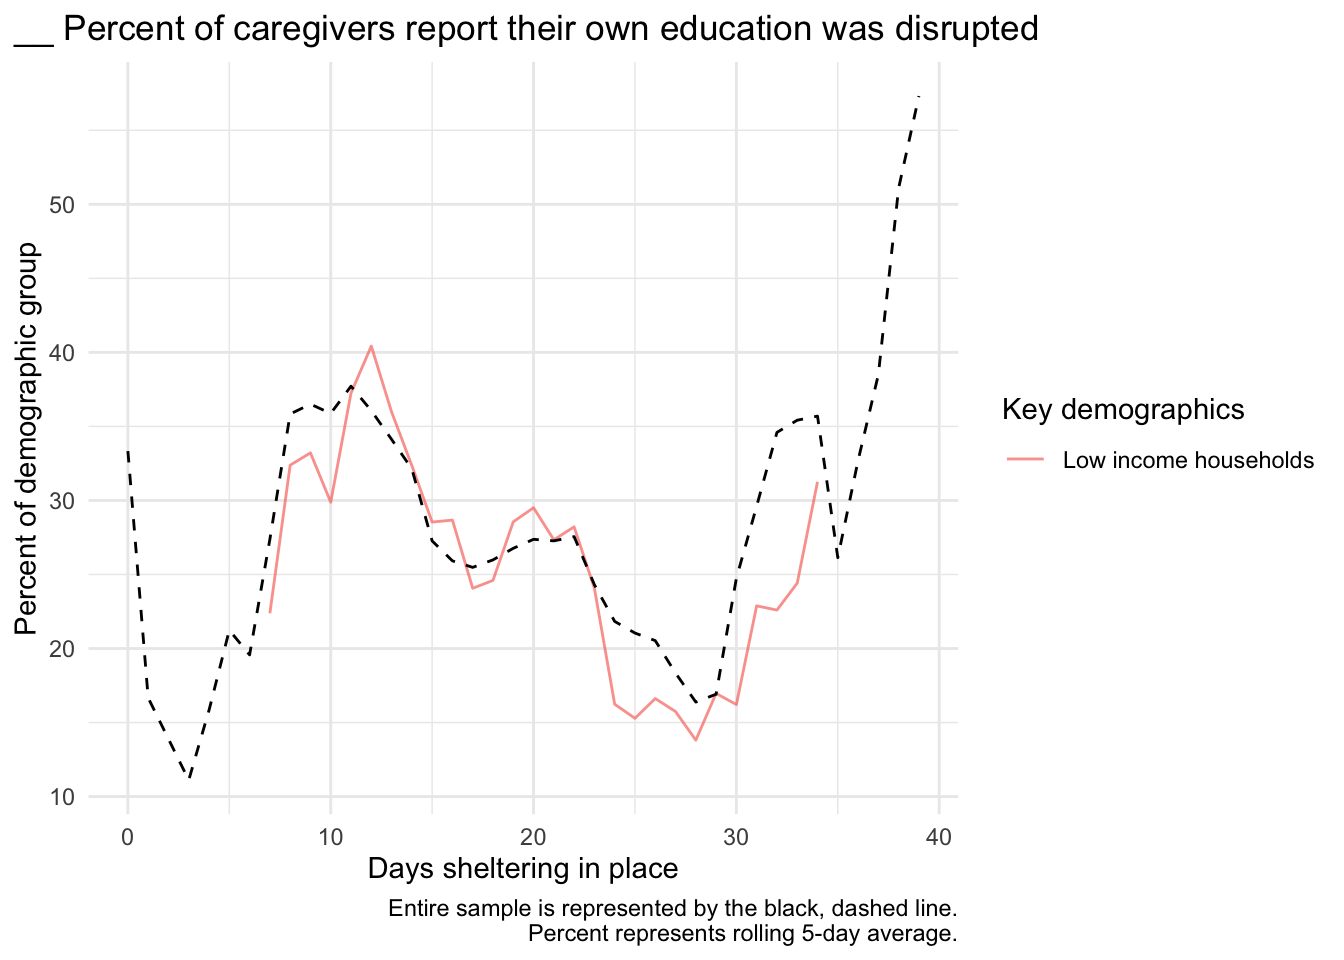 __ Percent of caregivers report their own education was disrupted
Percent of demographic group
50
40
30
20
10
0 10 20 30 40
Days sheltering in place
Key demographics
Low income households
Entire sample is represented by the black, dashed line.
Percent represents rolling 5-day average.